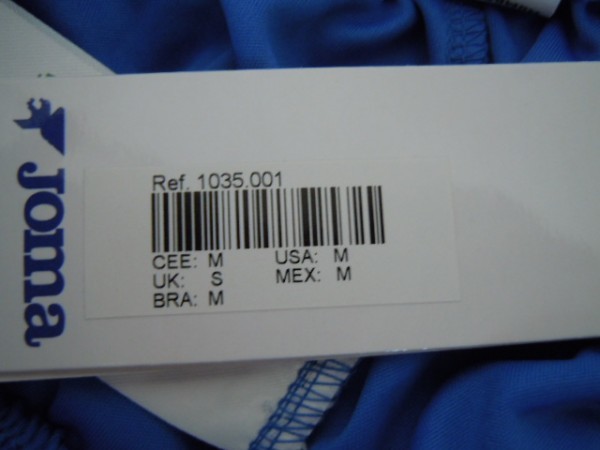 Joma
Ref. 1035.001
CEE: M USA: M
UK: S MEX: M
BRA: M